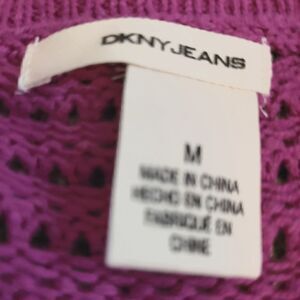 DKNY JEANS
M
MADE IN CHINA
HECHO EN CHINA
FABRIQUÉ EN
CHINE